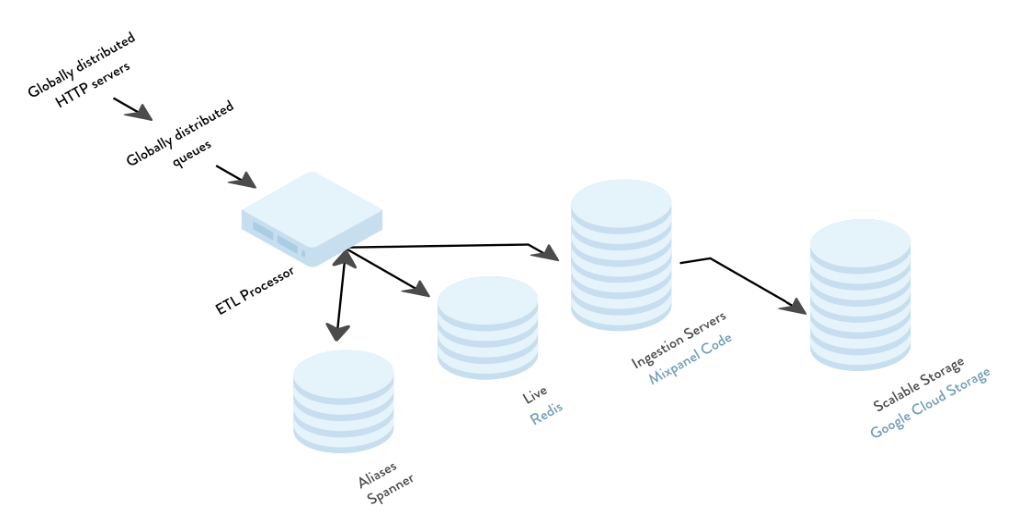 Globally distributed
HTTP servers
Globally distributed
queues
ETL Processor
Aliases
Spanner
Live
Redis
Ingestion Servers
Mixpanel Code
Scalable Storage
Google Cloud Storage